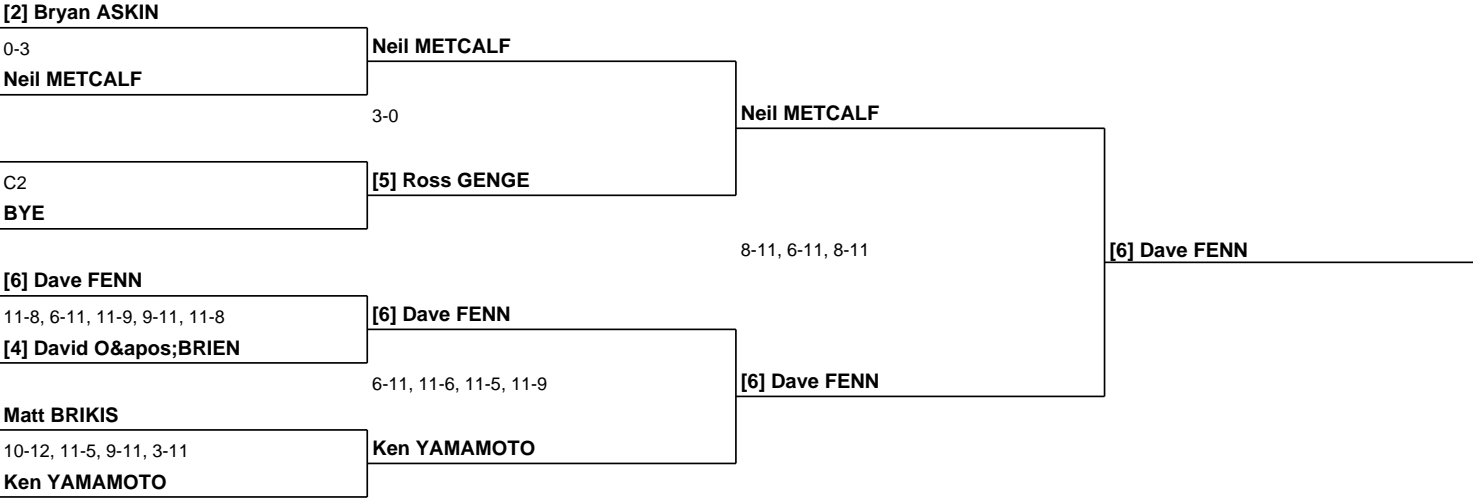 [2] Bryan ASKIN
0-3
Neil METCALF
Neil METCALF
3-0
Neil METCALF
C2
BYE
[5] Ross GENGE
8-11, 6-11, 8-11
[6] Dave FENN
[6] Dave FENN
11-8, 6-11, 11-9, 9-11, 11-8
[4] David O&apos;BRIEN
[6] Dave FENN
6-11, 11-6, 11-5, 11-9
[6] Dave FENN
Matt BRIKIS
10-12, 11-5, 9-11, 3-11
Ken YAMAMOTO
Ken YAMAMOTO